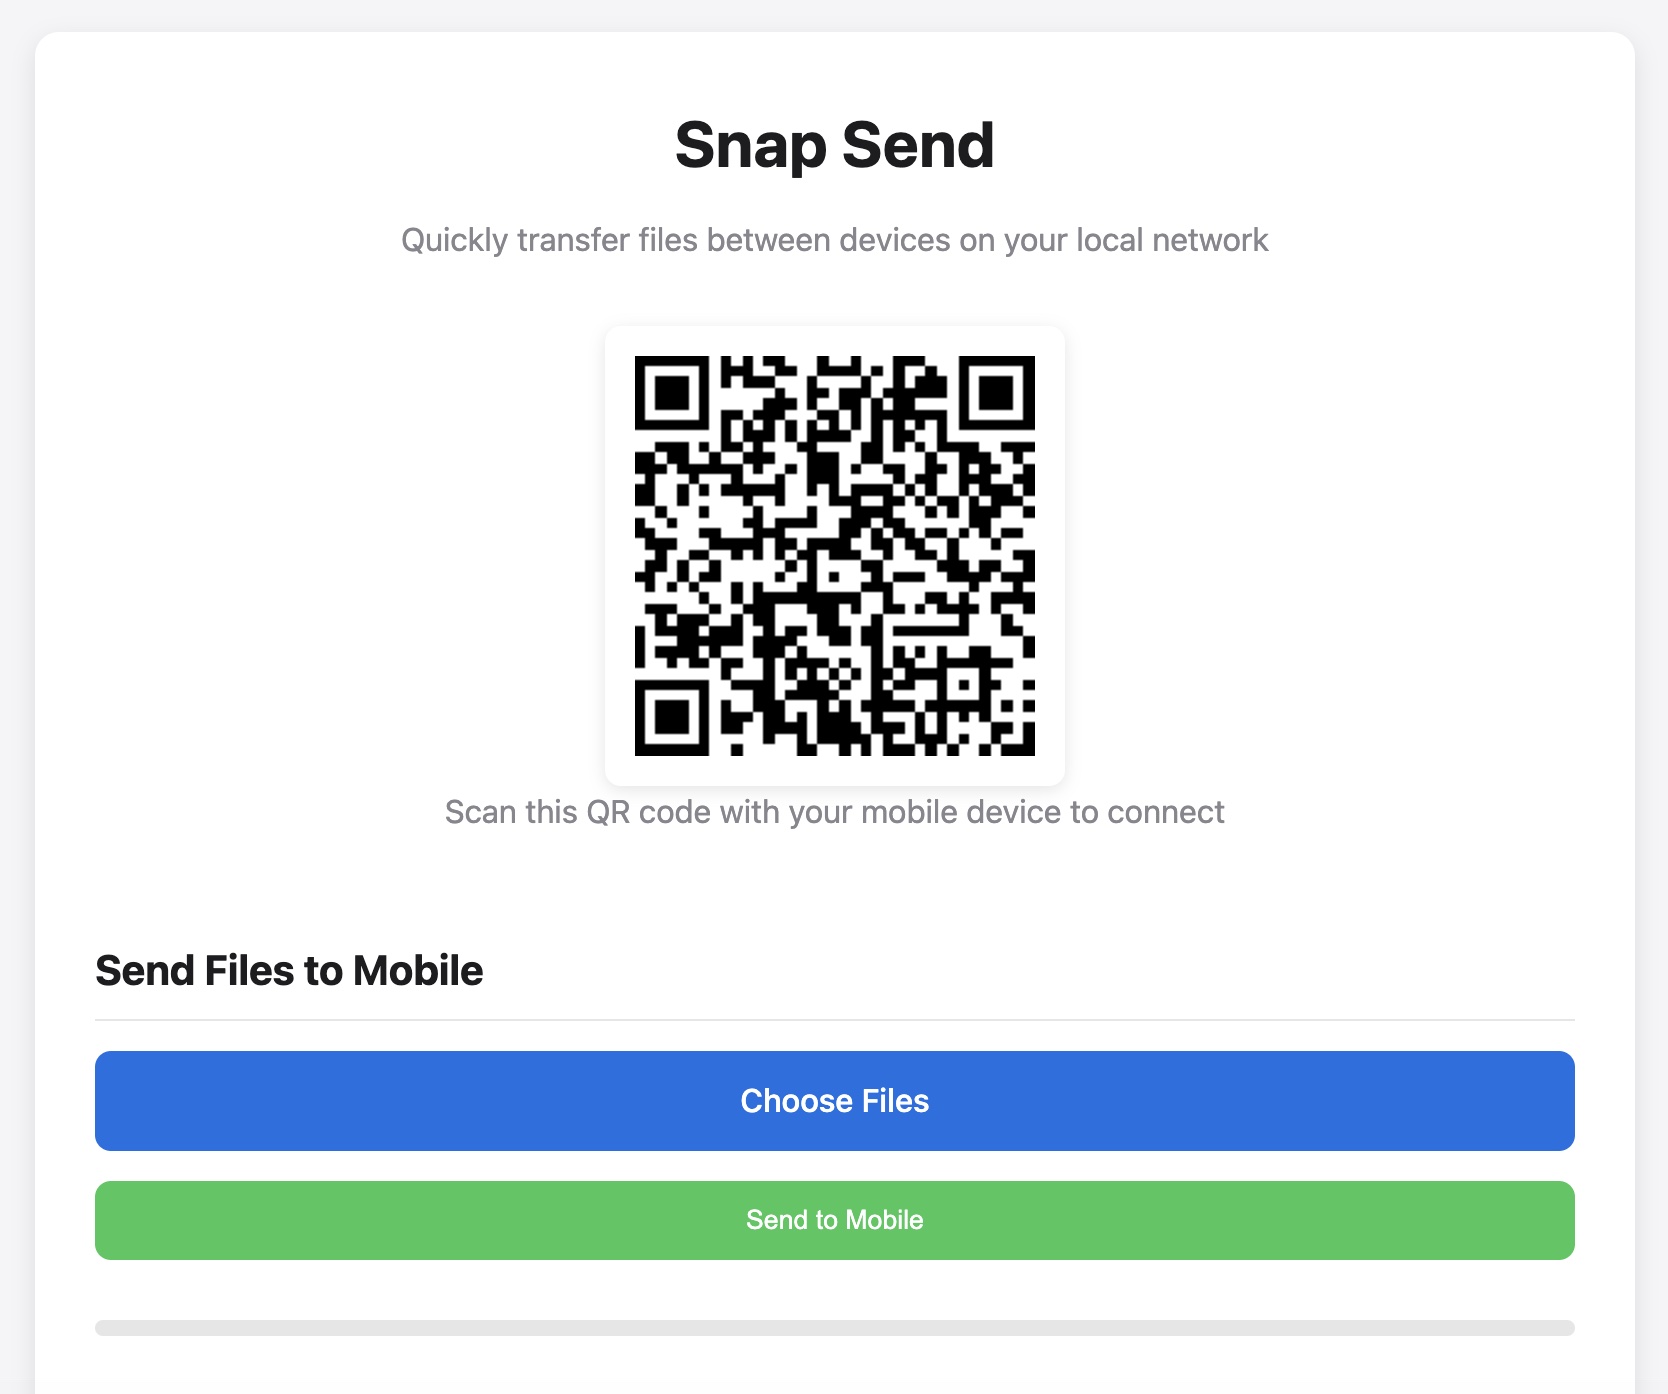 Snap Send
Quickly transfer files between devices on your local network
Scan this QR code with your mobile device to connect
Send Files to Mobile
Choose Files
Send to Mobile